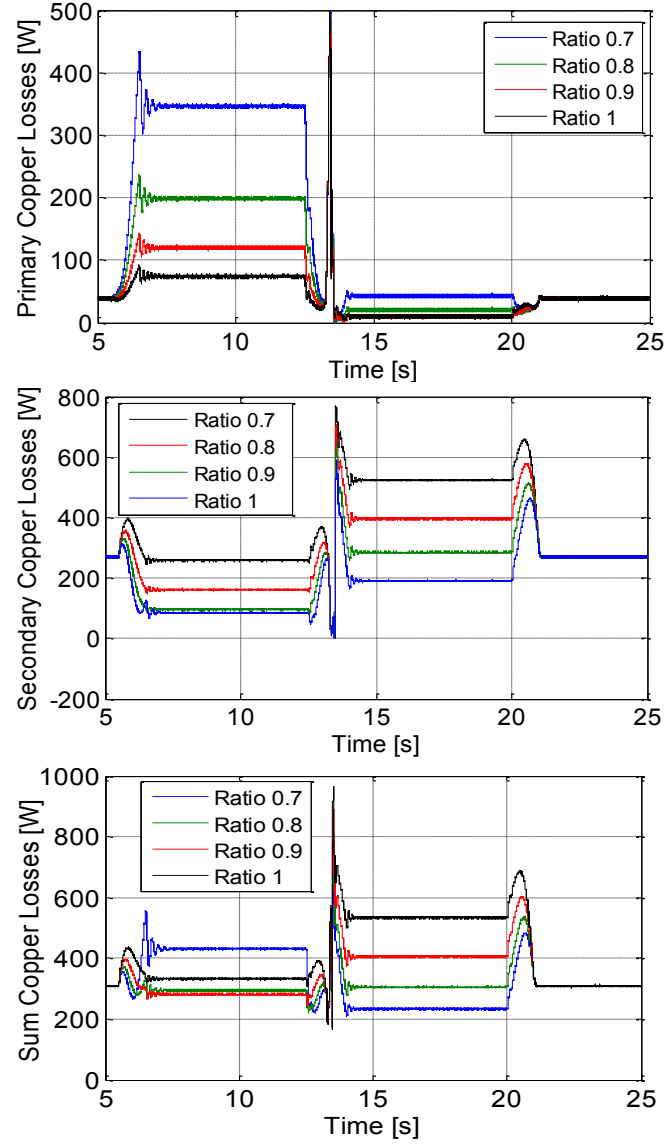 Primary Copper Losses [W]
500
400
300
200
100
0
Ratio 0.7
Ratio 0.8
Ratio 0.9
Ratio 1
5 10 15 20 25
Time [s]
Secondary Copper Losses [W]
800
600
400
200
0
-200
Ratio 0.7
Ratio 0.8
Ratio 0.9
Ratio 1
5 10 15 20 25
Time [s]
Sum Copper Losses [W]
1000
800
600
400
200
0
Ratio 0.7
Ratio 0.8
Ratio 0.9
Ratio 1
5 10 15 20 25
Time [s]